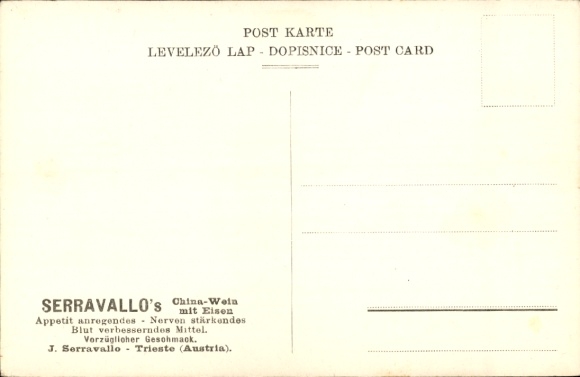 POST KARTE
LEVELEZŐ LAP - DOPISNICE - POST CARD
SERRAVALLO's China-Wein
mit Eisen
Appetit anregendes - Nerven stärkendes
Blut verbesserndes Mittel.
Vorzüglicher Geschmack.
J. Serravallo - Trieste (Austria).